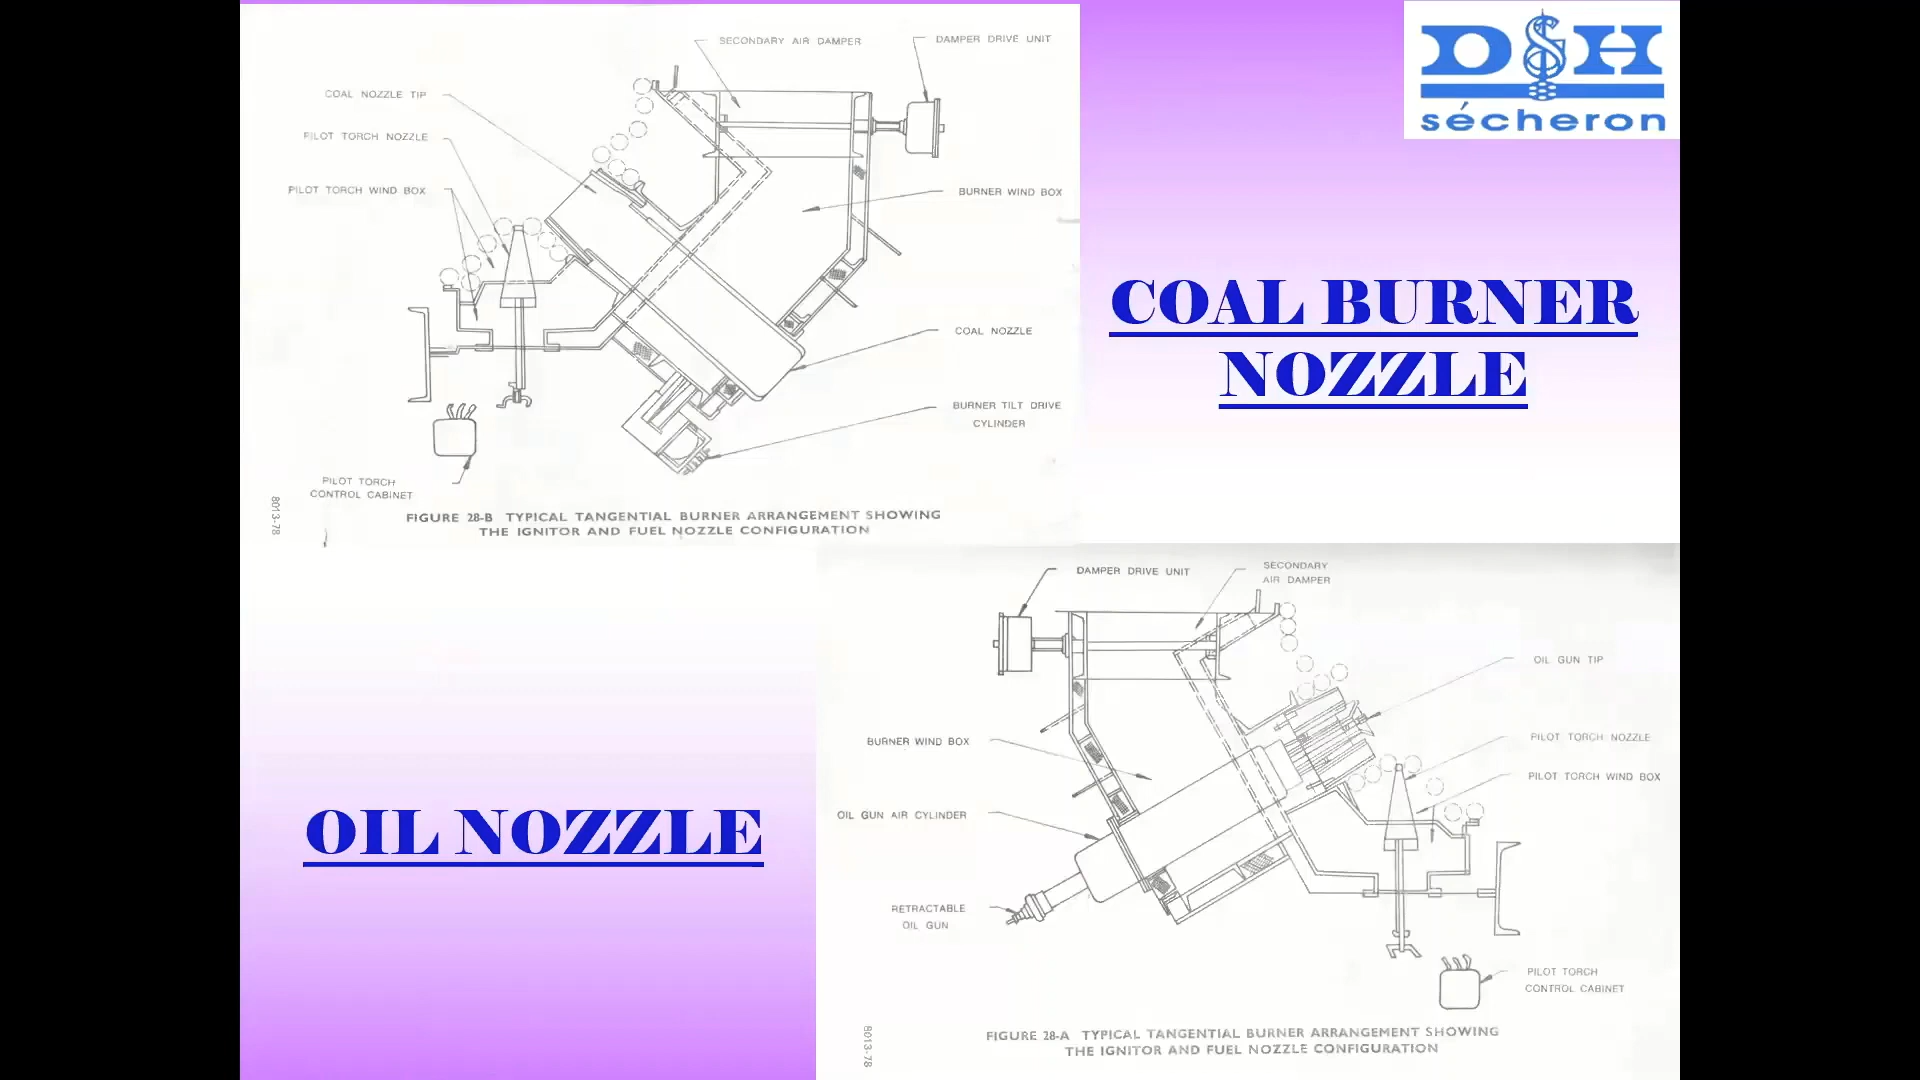 SECONDARY AIR DAMPER
DAMPER DRIVE UNIT
COAL NOZZLE TIP
PILOT TORCH NOZZLE
PILOT TORCH WIND BOX
BURNER WIND BOX
COAL NOZZLE
BURNER TILT DRIVE
CYLINDER
PILOT TORCH
CONTROL CABINET
8013-78
FIGURE 28-B TYPICAL TANGENTIAL BURNER ARRANGEMENT SHOWING
THE IGNITOR AND FUEL NOZZLE CONFIGURATION
D&H
sécheron
COAL BURNER
NOZZLE
OIL NOZZLE
DAMPER DRIVE UNIT
SECONDARY
AIR DAMPER
OIL GUN TIP
PILOT TORCH NOZZLE
PILOT TORCH WIND BOX
BURNER WIND BOX
OIL GUN AIR CYLINDER
RETRACTABLE
OIL GUN
PILOT TORCH
CONTROL CABINET
8013-78
FIGURE 28-A TYPICAL TANGENTIAL BURNER ARRANGEMENT SHOWING
THE IGNITOR AND FUEL NOZZLE CONFIGURATION